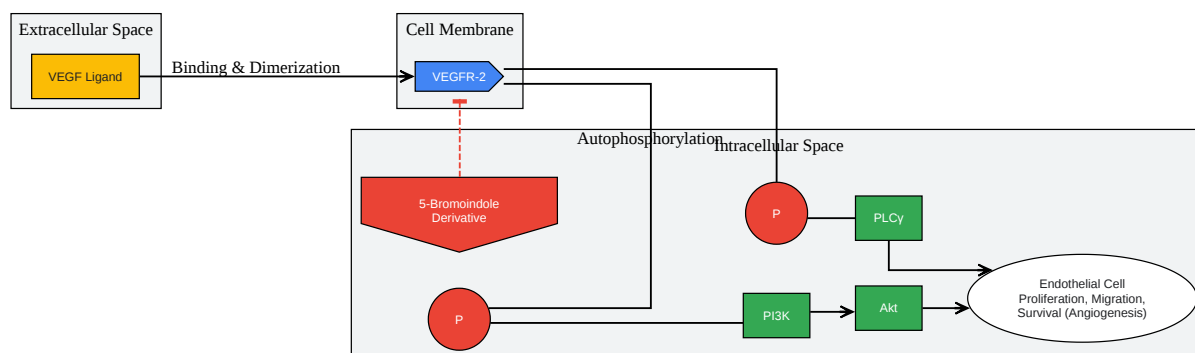 Extracellular Space
VEGF Ligand
Binding & Dimerization
Cell Membrane
VEGFR-2
Autophosphorylation
Intracellular Space
5-Bromoindole
Derivative
P
PLCγ
P
PI3K
Akt
Endothelial Cell
Proliferation, Migration,
Survival (Angiogenesis)